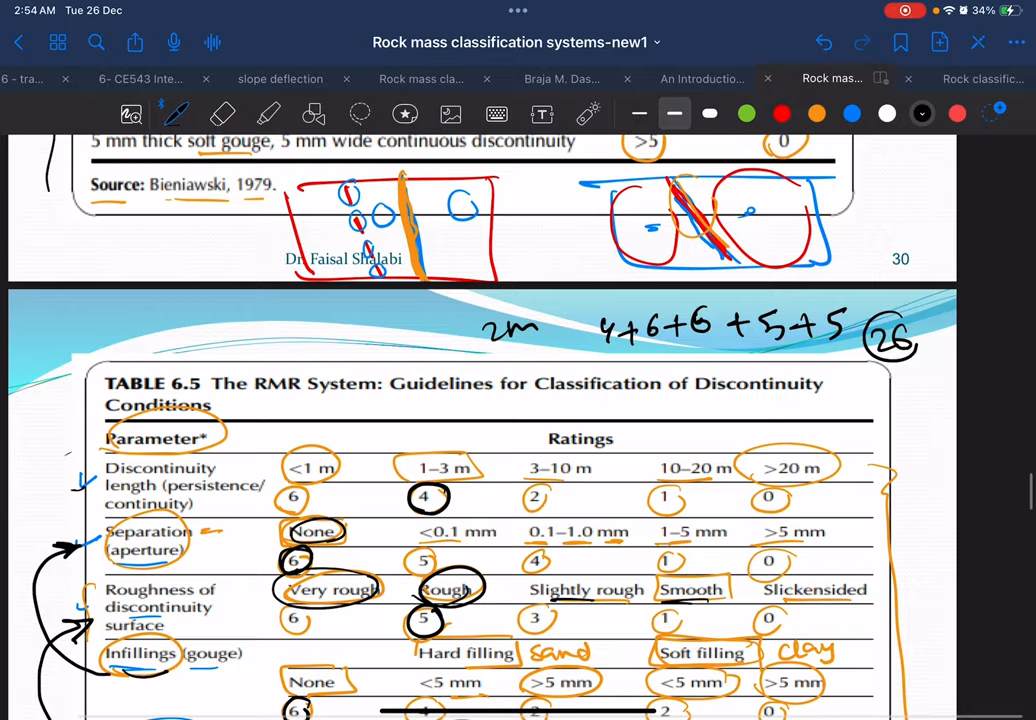 2:54 AM Tue 26 Dec
34%
Rock mass classification systems-new1
6 - tra...
6- CE543 Inte...
slope deflection
Rock mass cla...
Braja M. Das...
An Introductio...
Rock mas...
Rock classific...
5 mm thick soft gouge, 5 mm wide continuous discontinuity >5 0
Source: Bieniawski, 1979.
Dr. Faisal Shalabi 30
2m 4+6+6+5+5 26
TABLE 6.5 The RMR System: Guidelines for Classification of Discontinuity
Conditions
Parameter* Ratings
Discontinuity <1 m 1–3 m 3–10 m 10–20 m >20 m
length (persistence/ 6 4 2 1 0
continuity)
Separation None <0.1 mm 0.1–1.0 mm 1–5 mm >5 mm
(aperture) 6 5 4 1 0
Roughness of Very rough Rough Slightly rough Smooth Slickensided
discontinuity 6 5 3 1 0
surface
Infillings (gouge) Hard filling sand Soft filling clay
None <5 mm >5 mm <5 mm >5 mm
6 4 2 2 0